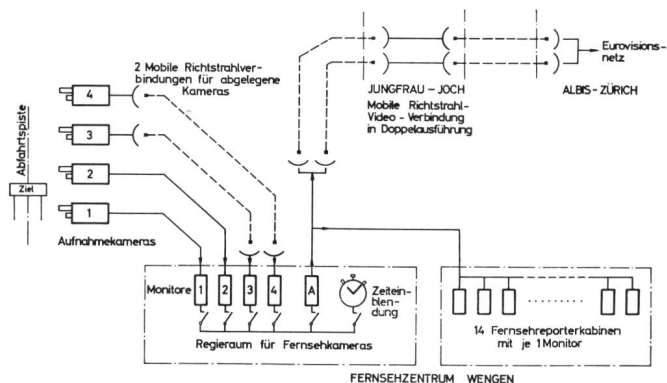 2 Mobile Richtstrahlver-
bindungen für abgelegene
Kameras
4
3
2
1
Abfahrtspiste
Ziel
Aufnahmekameras
JUNGFRAU - JOCH
Mobile Richtstrahl-
Video - Verbindung
in Doppelausführung
ALBIS - ZÜRICH
Eurovisions-
netz
Monitore
1
2
3
4
A
Zeitein-
blen-
dung
Regieraum für Fernsehkameras
14 Fernsehreporterkabinen
mit je 1 Monitor
FERNSEHZENTRUM WENGEN